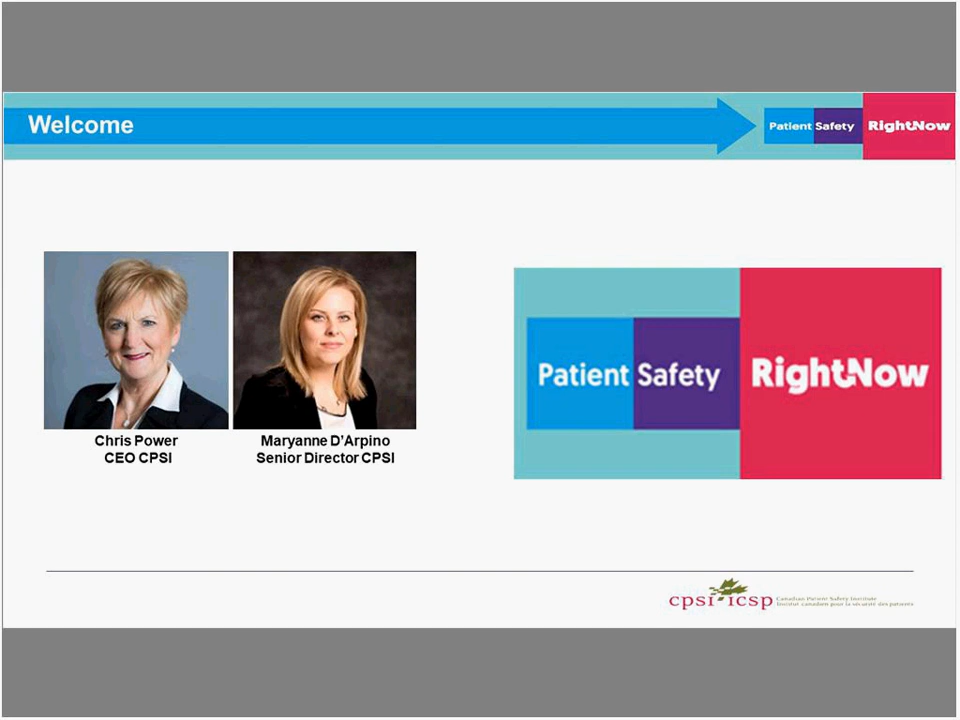 Welcome
Patient Safety RightNow
Patient Safety RightNow
Chris Power
CEO CPSI
Maryanne D'Arpino
Senior Director CPSI
cpsi icsp
Canadian Patient Safety Institute
Institut canadien pour la sécurité des patients